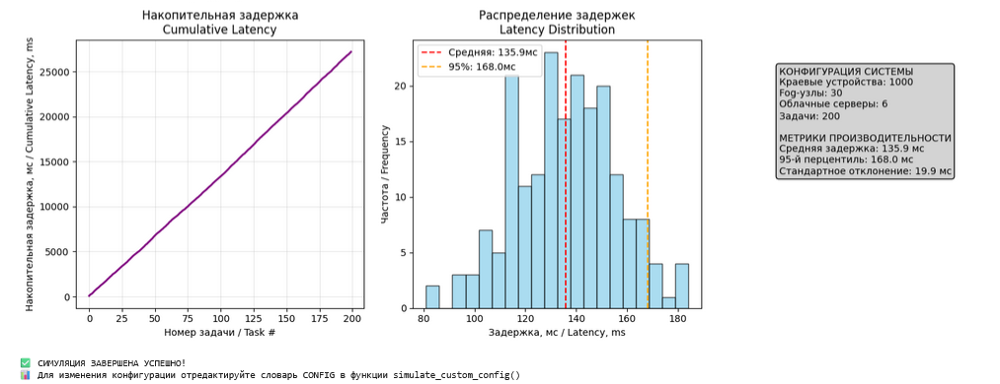 Накопительная задержка
Cumulative Latency
Накопительная задержка, мс / Cumulative Latency, ms
25000
20000
15000
10000
5000
0
0 25 50 75 100 125 150 175 200
Номер задачи / Task #
Распределение задержек
Latency Distribution
Средняя: 135.9мс
95%: 168.0мс
Частота / Frequency
20
15
10
5
0
80 100 120 140 160 180
Задержка, мс / Latency, ms
КОНФИГУРАЦИЯ СИСТЕМЫ
Краевые устройства: 1000
Fog-узлы: 30
Облачные серверы: 6
Задачи: 200
МЕТРИКИ ПРОИЗВОДИТЕЛЬНОСТИ
Средняя задержка: 135.9 мс
95-й перцентиль: 168.0 мс
Стандартное отклонение: 19.9 мс
✅ СИМУЛЯЦИЯ ЗАВЕРШЕНА УСПЕШНО!
📊 Для изменения конфигурации отредактируйте словарь CONFIG в функции simulate_custom_config()